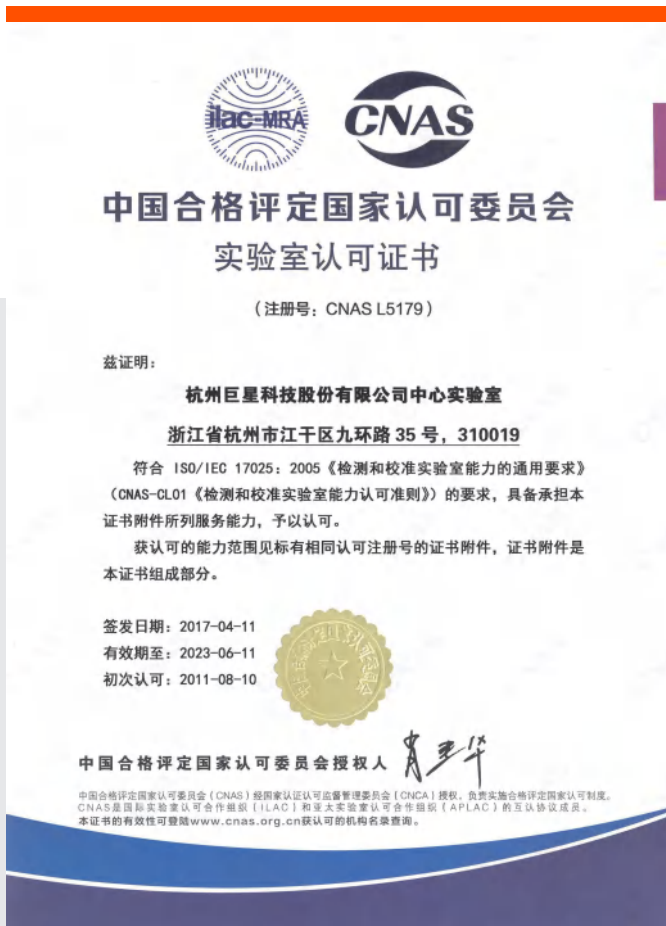 ilac-MRA
CNAS
中国合格评定国家认可委员会
实验室认可证书
（注册号：CNAS L5179）
兹证明：
杭州巨星科技股份有限公司中心实验室
浙江省杭州市江干区九环路 35 号，310019
符合 ISO/IEC 17025：2005《检测和校准实验室能力的通用要求》
（CNAS-CL01《检测和校准实验室能力认可准则》）的要求，具备承担本
证书附件所列服务能力，予以认可。
获认可的能力范围见标有相同认可注册号的证书附件，证书附件是
本证书组成部分。
签发日期：2017-04-11
有效期至：2023-06-11
初次认可：2011-08-10
中国合格评定国家认可委员会
中国合格评定国家认可委员会授权人
中国合格评定国家认可委员会（CNAS）经国家认证认可监督管理委员会（CNCA）授权，负责实施合格评定国家认可制度。
CNAS是国际实验室认可合作组织（ILAC）和亚太实验室认可合作组织（APLAC）的互认协议成员。
本证书的有效性可登陆www.cnas.org.cn获认可的机构名录查询。